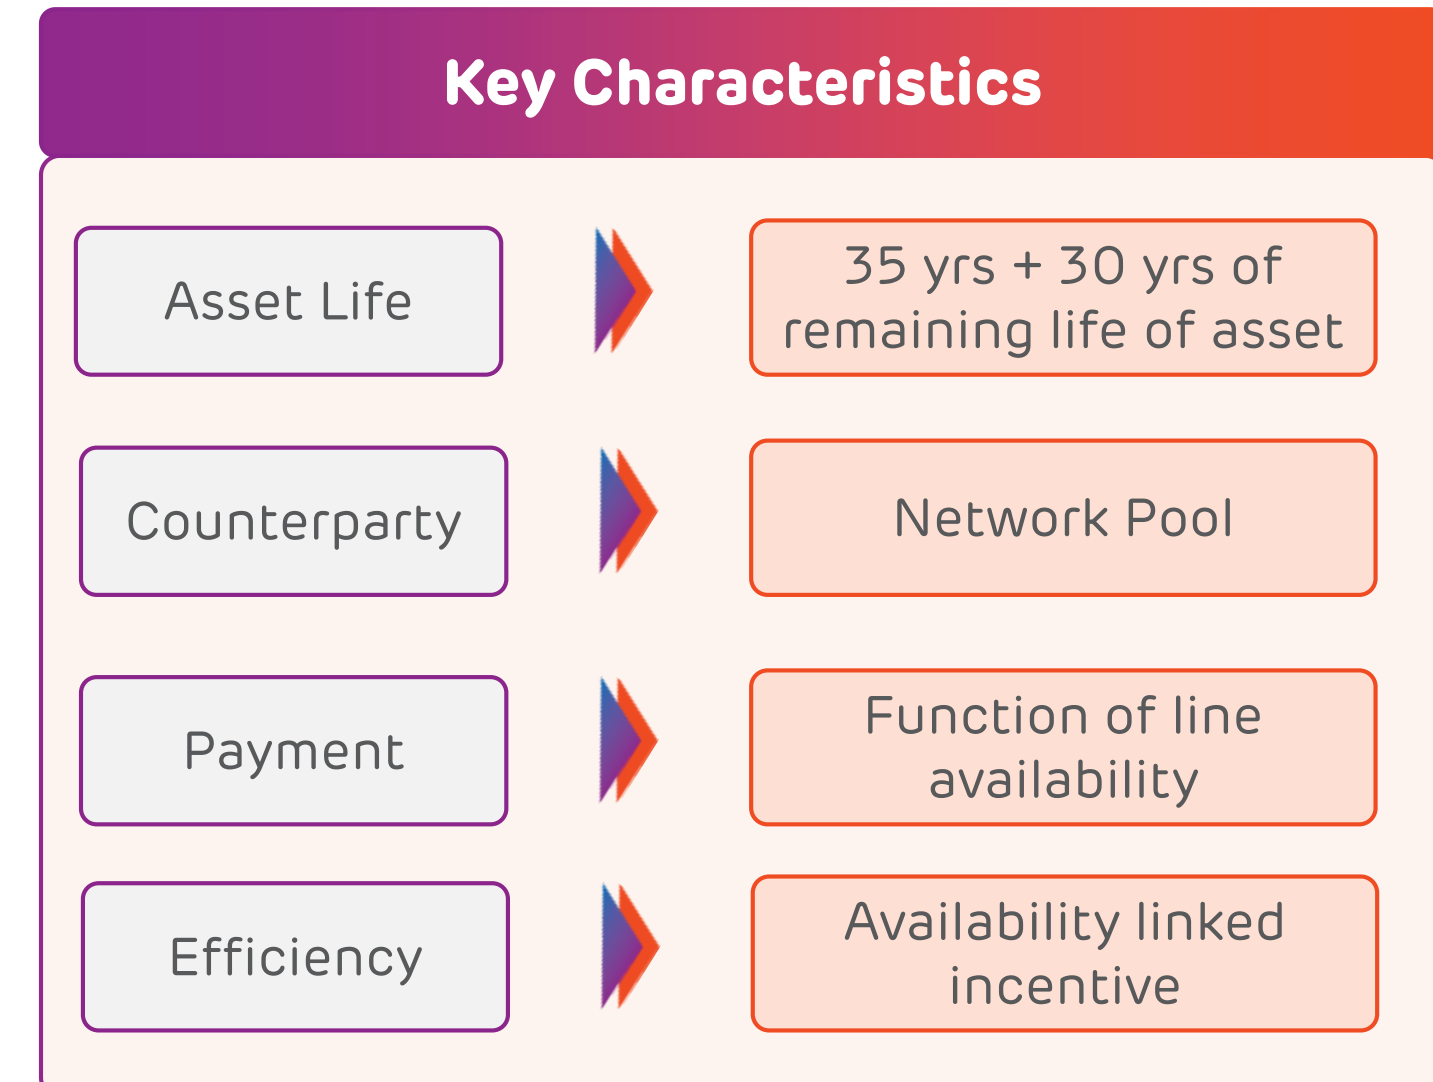 Key Characteristics
Asset Life
35 yrs + 30 yrs of
remaining life of asset
Counterparty
Network Pool
Payment
Function of line
availability
Efficiency
Availability linked
incentive